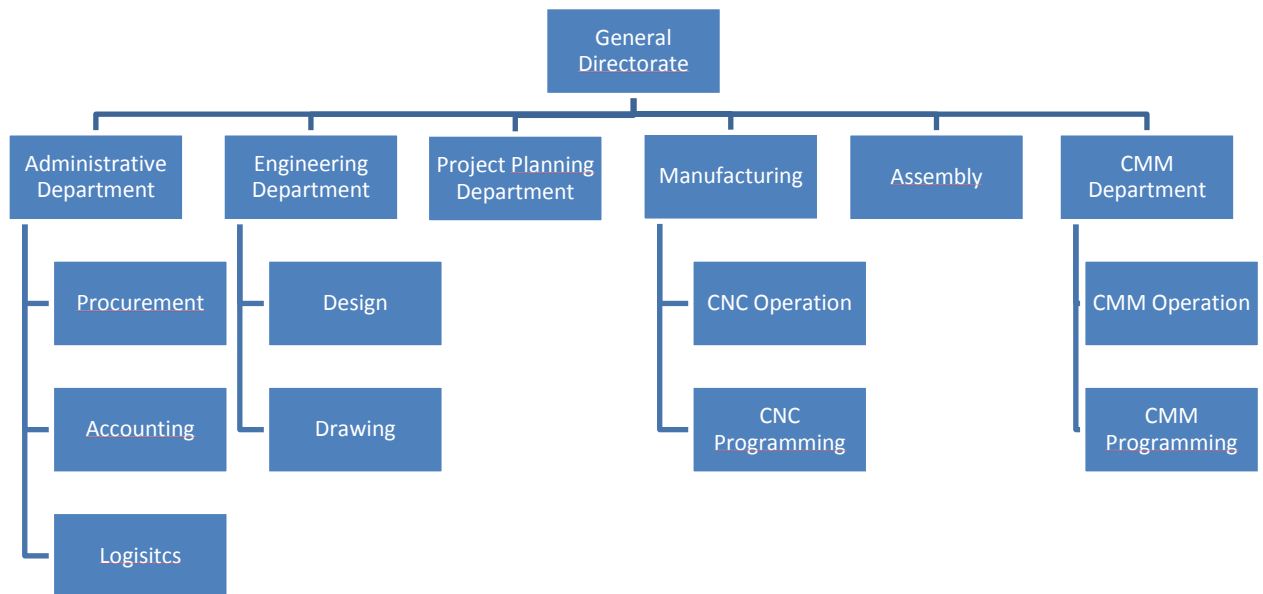 General
Directorate
Administrative
Department
Engineering
Department
Project Planning
Department
Manufacturing
Assembly
CMM
Department
Procurement
Design
CNC Operation
CMM Operation
Accounting
Drawing
CNC
Programming
CMM
Programming
Logisitcs